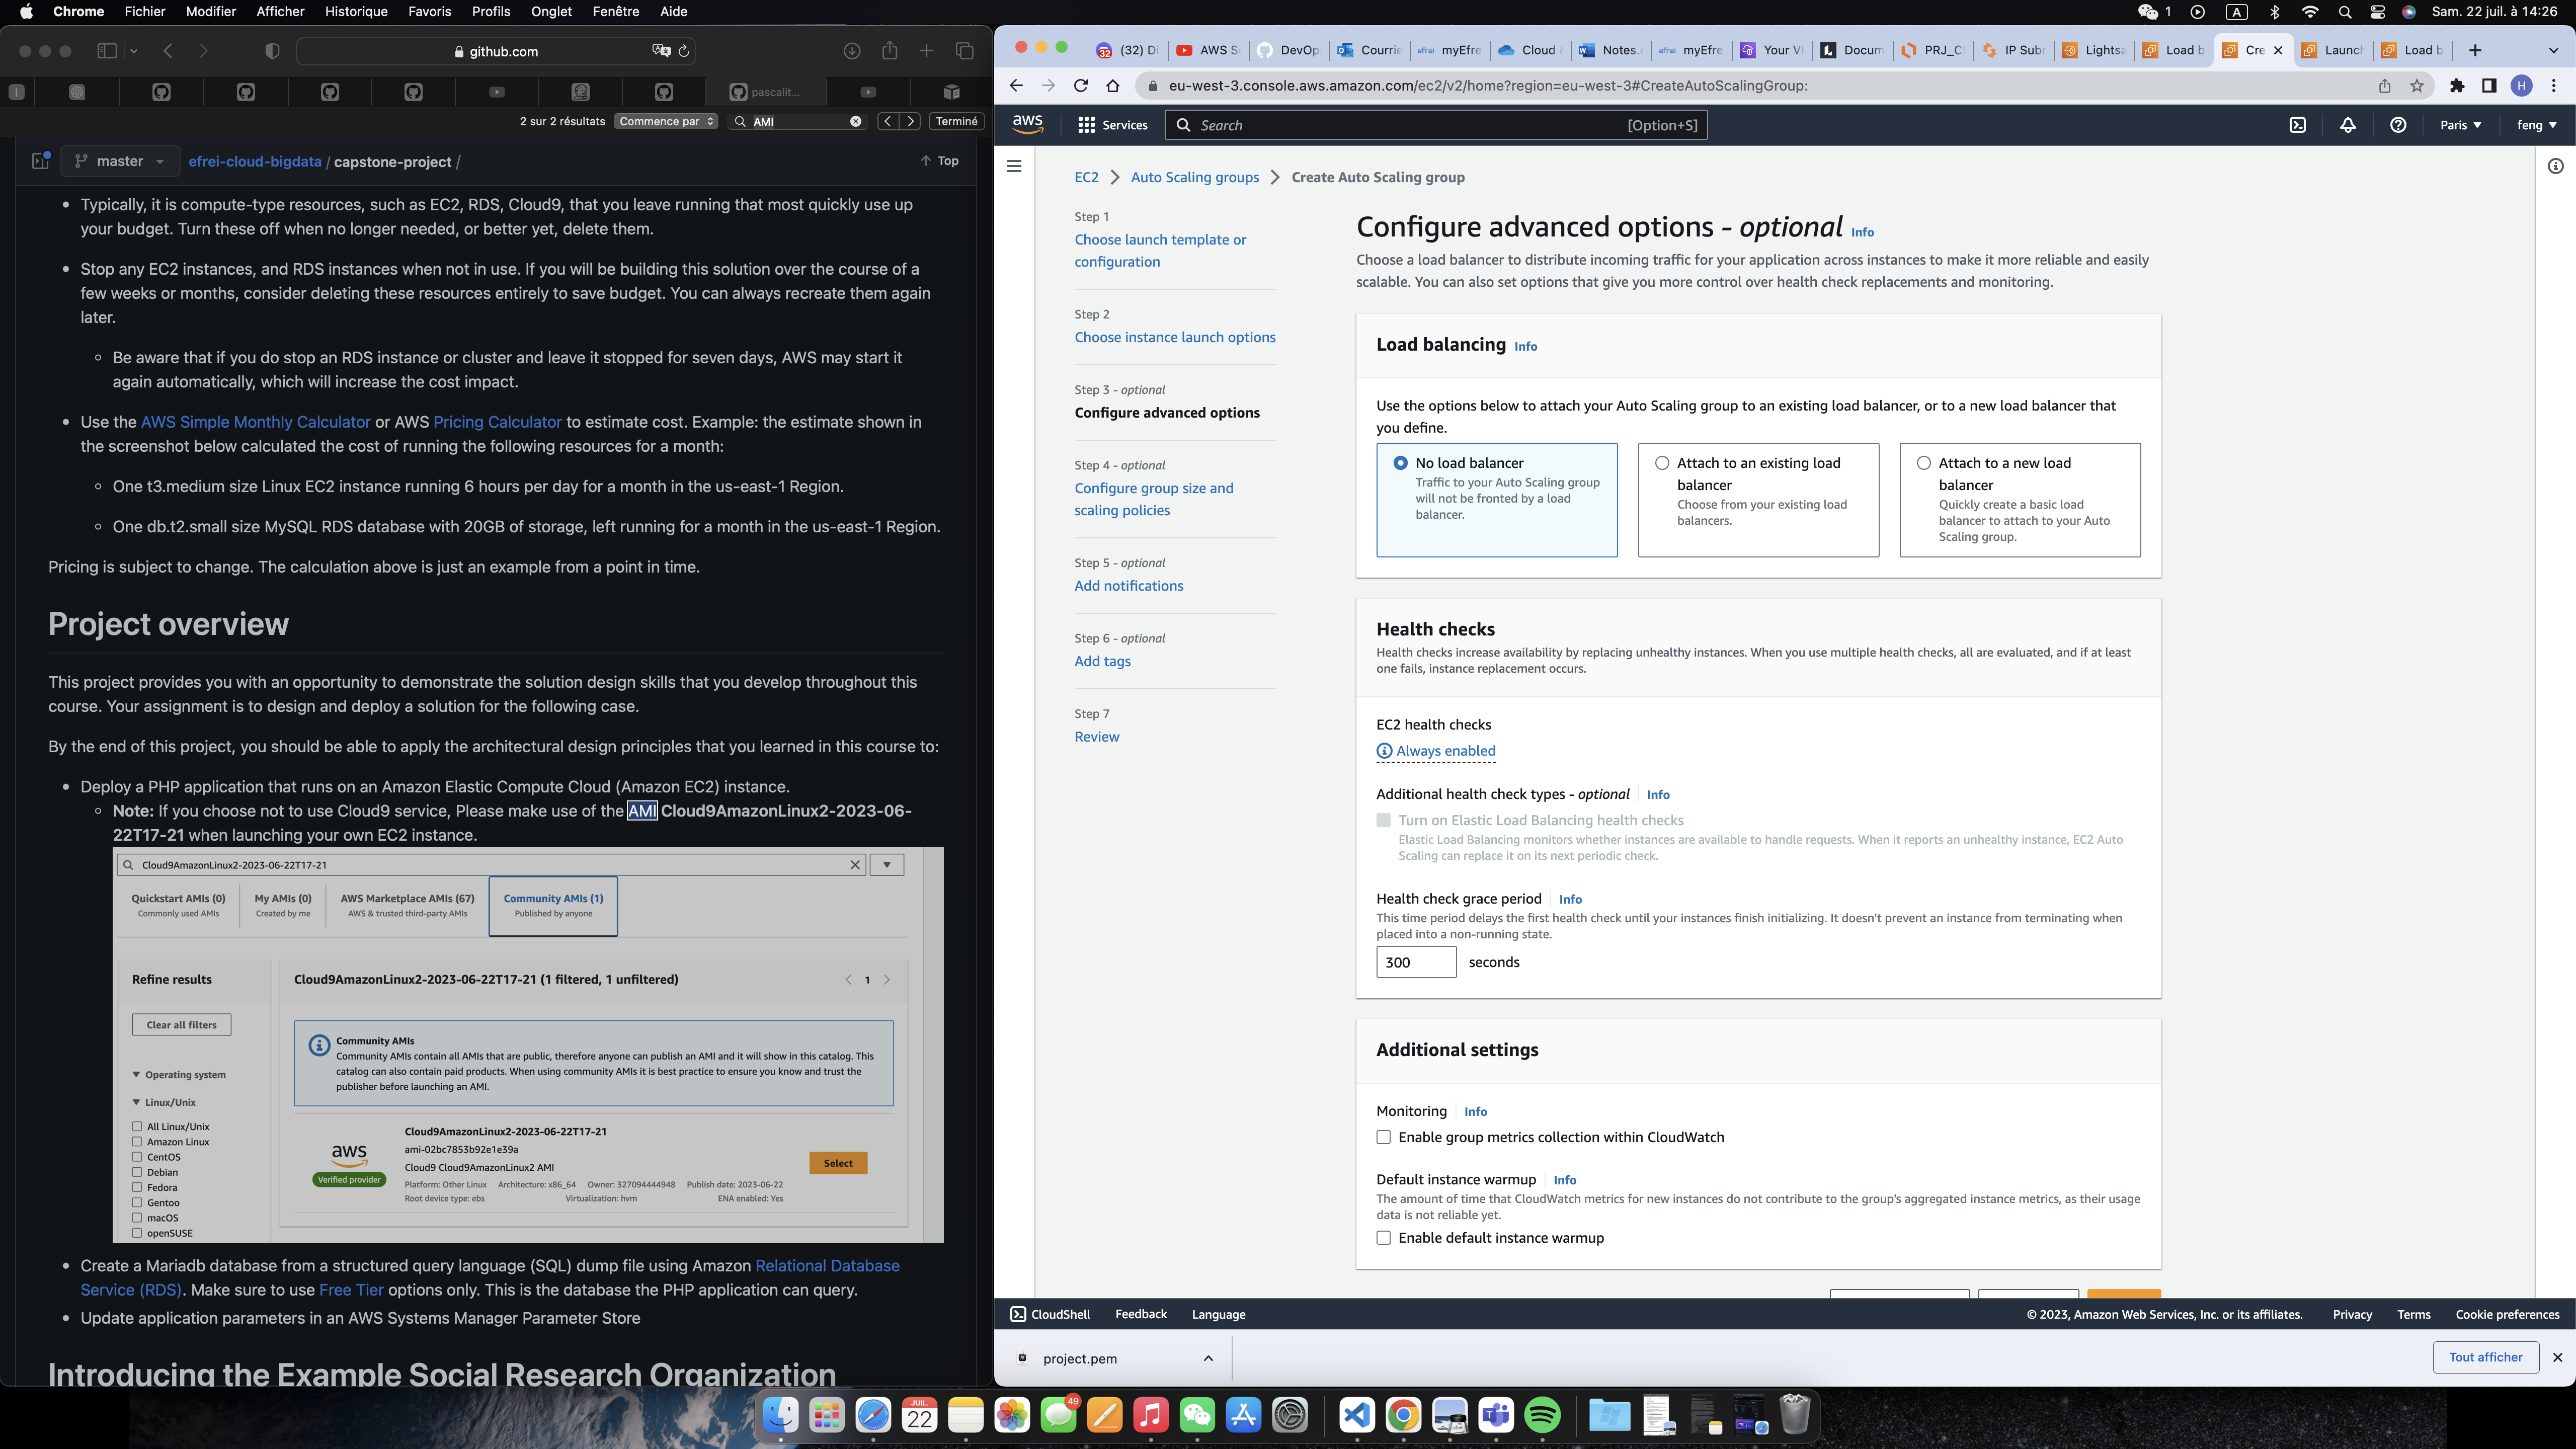 Chrome Fichier Modifier Afficher Historique Favoris Profils Onglet Fenêtre Aide
1 A Sam. 22 juil. à 14:26
github.com
pascalit...
2 sur 2 résultats Commence par AMI Terminé
master efrei-cloud-bigdata / capstone-project / Top
Typically, it is compute-type resources, such as EC2, RDS, Cloud9, that you leave running that most quickly use up
your budget. Turn these off when no longer needed, or better yet, delete them.
Stop any EC2 instances, and RDS instances when not in use. If you will be building this solution over the course of a
few weeks or months, consider deleting these resources entirely to save budget. You can always recreate them again
later.
Be aware that if you do stop an RDS instance or cluster and leave it stopped for seven days, AWS may start it
again automatically, which will increase the cost impact.
Use the AWS Simple Monthly Calculator or AWS Pricing Calculator to estimate cost. Example: the estimate shown in
the screenshot below calculated the cost of running the following resources for a month:
One t3.medium size Linux EC2 instance running 6 hours per day for a month in the us-east-1 Region.
One db.t2.small size MySQL RDS database with 20GB of storage, left running for a month in the us-east-1 Region.
Pricing is subject to change. The calculation above is just an example from a point in time.
Project overview
This project provides you with an opportunity to demonstrate the solution design skills that you develop throughout this
course. Your assignment is to design and deploy a solution for the following case.
By the end of this project, you should be able to apply the architectural design principles that you learned in this course to:
Deploy a PHP application that runs on an Amazon Elastic Compute Cloud (Amazon EC2) instance.
Note: If you choose not to use Cloud9 service, Please make use of the AMI Cloud9AmazonLinux2-2023-06-
22T17-21 when launching your own EC2 instance.
Cloud9AmazonLinux2-2023-06-22T17-21
Quickstart AMIs (0) My AMIs (0) AWS Marketplace AMIs (67) Community AMIs (1)
Commonly used AMIs Created by me AWS & trusted third-party AMIs Published by anyone
Refine results Cloud9AmazonLinux2-2023-06-22T17-21 (1 filtered, 1 unfiltered) 1
Clear all filters
Community AMIs
Community AMIs contain all AMIs that are public, therefore anyone can publish an AMI and it will show in this catalog. This
catalog can also contain paid products. When using community AMIs it is best practice to ensure you know and trust the
publisher before launching an AMI.
Operating system
Linux/Unix
All Linux/Unix
Amazon Linux
CentOS
Debian
Fedora
Gentoo
macOS
openSUSE
aws
Verified provider
Cloud9AmazonLinux2-2023-06-22T17-21
ami-02bc7853b92e1e39a
Cloud9 Cloud9AmazonLinux2 AMI
Platform: Other Linux Architecture: x86_64 Owner: 327094444948 Publish date: 2023-06-22
Root device type: ebs Virtualization: hvm ENA enabled: Yes
Select
Create a Mariadb database from a structured query language (SQL) dump file using Amazon Relational Database
Service (RDS). Make sure to use Free Tier options only. This is the database the PHP application can query.
Update application parameters in an AWS Systems Manager Parameter Store
Introducing the Example Social Research Organization
32 (32) Di AWS S DevOp Courrie efrei myEfre Cloud Notes. efrei myEfre Your V Docum PRJ_C IP Subn Lightsa Load b Cre Launch Load b
eu-west-3.console.aws.amazon.com/ec2/v2/home?region=eu-west-3#CreateAutoScalingGroup: H
aws Services Search [Option+S] Paris feng
EC2 Auto Scaling groups Create Auto Scaling group
Step 1
Choose launch template or
configuration
Step 2
Choose instance launch options
Step 3 - optional
Configure advanced options
Step 4 - optional
Configure group size and
scaling policies
Step 5 - optional
Add notifications
Step 6 - optional
Add tags
Step 7
Review
Configure advanced options - optional Info
Choose a load balancer to distribute incoming traffic for your application across instances to make it more reliable and easily
scalable. You can also set options that give you more control over health check replacements and monitoring.
Load balancing Info
Use the options below to attach your Auto Scaling group to an existing load balancer, or to a new load balancer that
you define.
No load balancer
Traffic to your Auto Scaling group
will not be fronted by a load
balancer.
Attach to an existing load
balancer
Choose from your existing load
balancers.
Attach to a new load
balancer
Quickly create a basic load
balancer to attach to your Auto
Scaling group.
Health checks
Health checks increase availability by replacing unhealthy instances. When you use multiple health checks, all are evaluated, and if at least
one fails, instance replacement occurs.
EC2 health checks
Always enabled
Additional health check types - optional Info
Turn on Elastic Load Balancing health checks
Elastic Load Balancing monitors whether instances are available to handle requests. When it reports an unhealthy instance, EC2 Auto
Scaling can replace it on its next periodic check.
Health check grace period Info
This time period delays the first health check until your instances finish initializing. It doesn't prevent an instance from terminating when
placed into a non-running state.
300 seconds
Additional settings
Monitoring Info
Enable group metrics collection within CloudWatch
Default instance warmup Info
The amount of time that CloudWatch metrics for new instances do not contribute to the group's aggregated instance metrics, as their usage
data is not reliable yet.
Enable default instance warmup
CloudShell Feedback Language © 2023, Amazon Web Services, Inc. or its affiliates. Privacy Terms Cookie preferences
project.pem Tout afficher
JUIL.
22
49